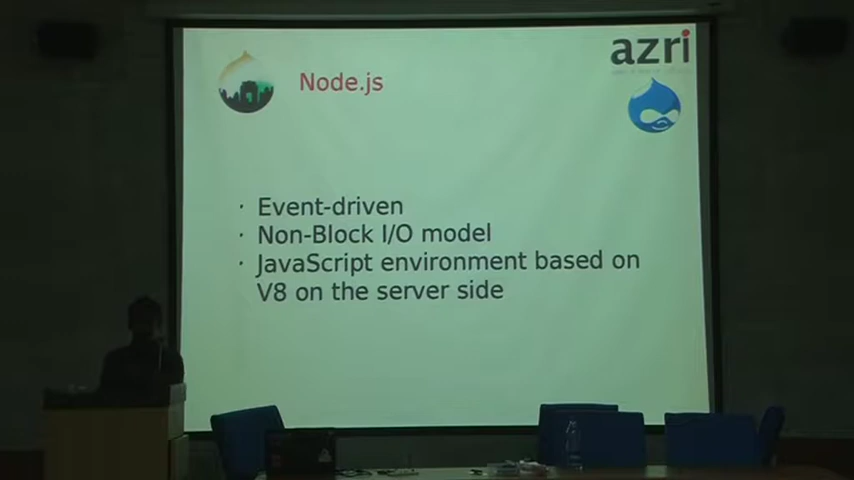 azri
Node.js
· Event-driven
· Non-Block I/O model
· JavaScript environment based on
V8 on the server side